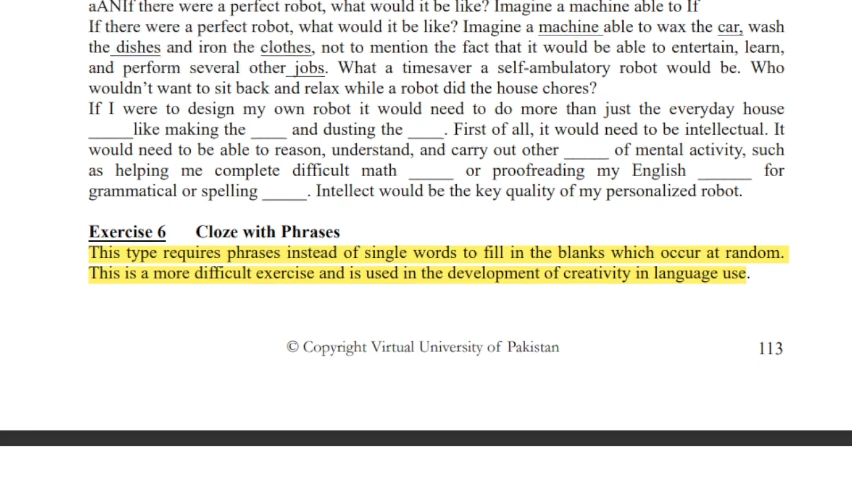 aANIf there were a perfect robot, what would it be like? Imagine a machine able to If
If there were a perfect robot, what would it be like? Imagine a machine able to wax the car, wash
the dishes and iron the clothes, not to mention the fact that it would be able to entertain, learn,
and perform several other jobs. What a timesaver a self-ambulatory robot would be. Who
wouldn't want to sit back and relax while a robot did the house chores?
If I were to design my own robot it would need to do more than just the everyday house
_____like making the ____ and dusting the ____. First of all, it would need to be intellectual. It
would need to be able to reason, understand, and carry out other _____ of mental activity, such
as helping me complete difficult math _____ or proofreading my English ______ for
grammatical or spelling _____. Intellect would be the key quality of my personalized robot.
Exercise 6 Cloze with Phrases
This type requires phrases instead of single words to fill in the blanks which occur at random.
This is a more difficult exercise and is used in the development of creativity in language use.
© Copyright Virtual University of Pakistan 113